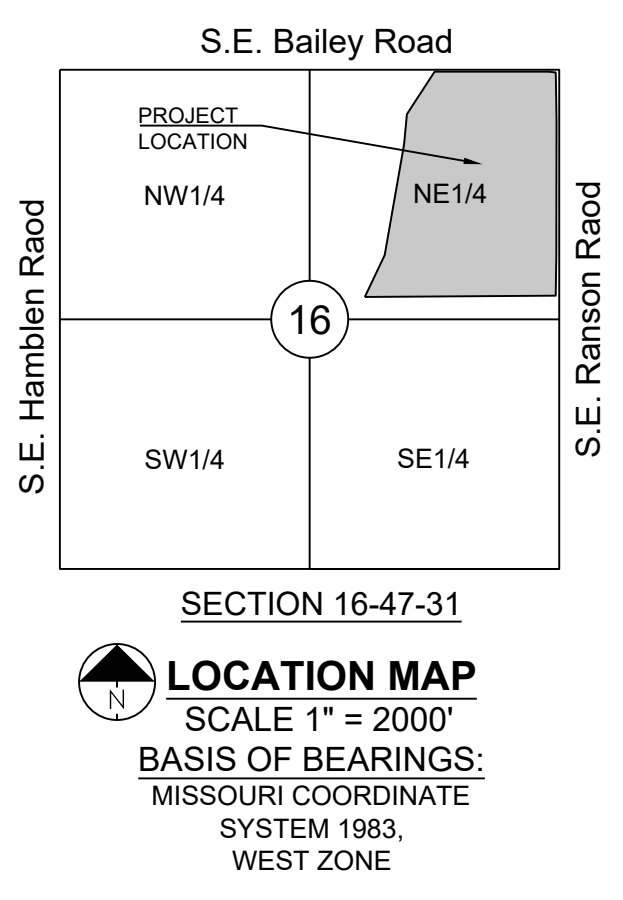 S.E. Bailey Road
PROJECT
LOCATION
NW1/4
NE1/4
S.E. Hamblen Raod
S.E. Ranson Raod
16
SW1/4
SE1/4
SECTION 16-47-31
N
LOCATION MAP
SCALE 1" = 2000'
BASIS OF BEARINGS:
MISSOURI COORDINATE
SYSTEM 1983,
WEST ZONE